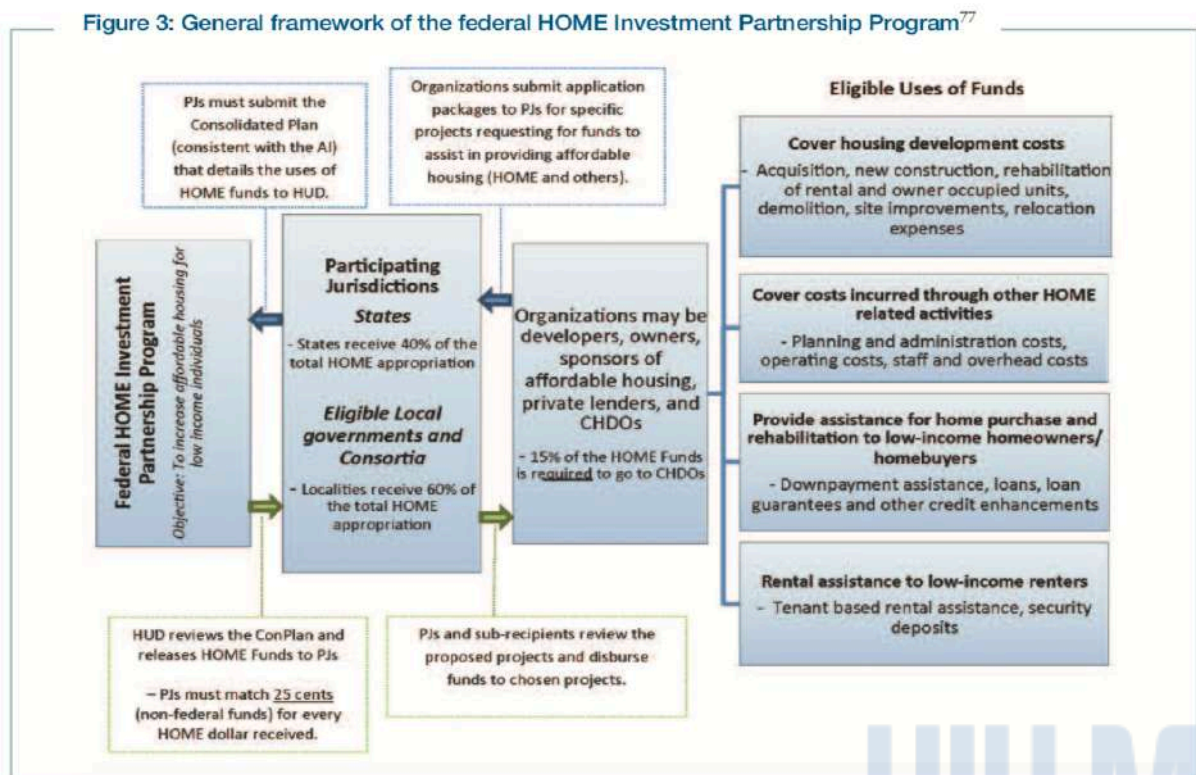 Figure 3: General framework of the federal HOME Investment Partnership Program77
PJs must submit the
Consolidated Plan
(consistent with the AI)
that details the uses of
HOME funds to HUD.
Organizations submit application
packages to PJs for specific
projects requesting for funds to
assist in providing affordable
housing (HOME and others).
Federal HOME Investment
Partnership Program
Objective: To increase affordable housing for
low income individuals
Participating
Jurisdictions
States
- States receive 40% of the
total HOME appropriation
Eligible Local
governments and
Consortia
- Localities receive 60% of
the total HOME
appropriation
Organizations may be
developers, owners,
sponsors of
affordable housing,
private lenders, and
CHDOs
- 15% of the HOME Funds
is required to go to CHDOs
HUD reviews the ConPlan and
releases HOME Funds to PJs
– PJs must match 25 cents
(non-federal funds) for every
HOME dollar received.
PJs and sub-recipients review the
proposed projects and disburse
funds to chosen projects.
Eligible Uses of Funds
Cover housing development costs
- Acquisition, new construction, rehabilitation
of rental and owner occupied units,
demolition, site improvements, relocation
expenses
Cover costs incurred through other HOME
related activities
- Planning and administration costs,
operating costs, staff and overhead costs
Provide assistance for home purchase and
rehabilitation to low-income homeowners/
homebuyers
- Downpayment assistance, loans, loan
guarantees and other credit enhancements
Rental assistance to low-income renters
- Tenant based rental assistance, security
deposits